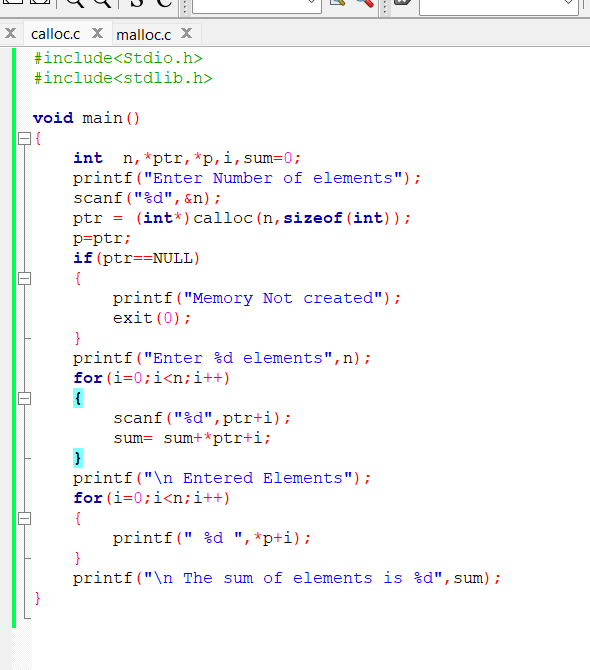 calloc.c X malloc.c X
#include<Stdio.h>
#include<stdlib.h>
void main()
{
int  n,*ptr,*p,i,sum=0;
printf("Enter Number of elements");
scanf("%d",&n);
ptr = (int*)calloc(n,sizeof(int));
p=ptr;
if(ptr==NULL)
{
printf("Memory Not created");
exit(0);
}
printf("Enter %d elements",n);
for(i=0;i<n;i++)
{
scanf("%d",ptr+i);
sum= sum+*ptr+i;
}
printf("\n Entered Elements");
for(i=0;i<n;i++)
{
printf(" %d ",*p+i);
}
printf("\n The sum of elements is %d",sum);
}